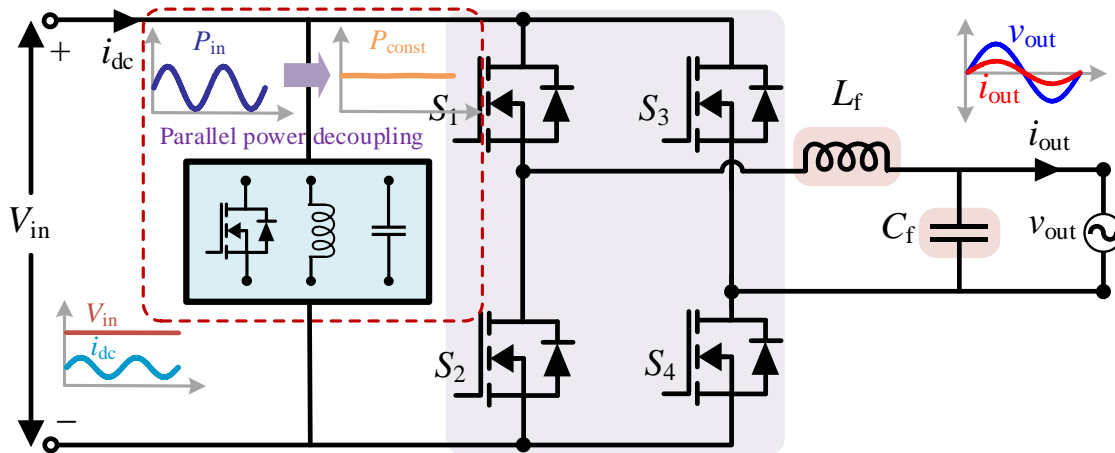 +
i_dc
P_in
P_const
Parallel power decoupling
V_in
V_in
i_dc
−
S_1
S_2
S_3
S_4
L_f
C_f
i_out
v_out
v_out
i_out